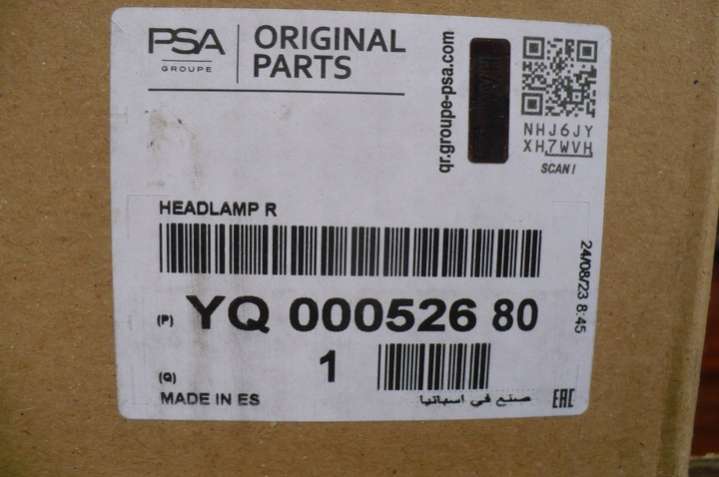 PSA
GROUPE
ORIGINAL
PARTS
qr.groupe-psa.com
NHJ6JY
XH7WVH
SCAN!
HEADLAMP R
24/08/23 8:45
(P) YQ 000526 80
(Q) 1
MADE IN ES
صنع في اسبانيا
EAC